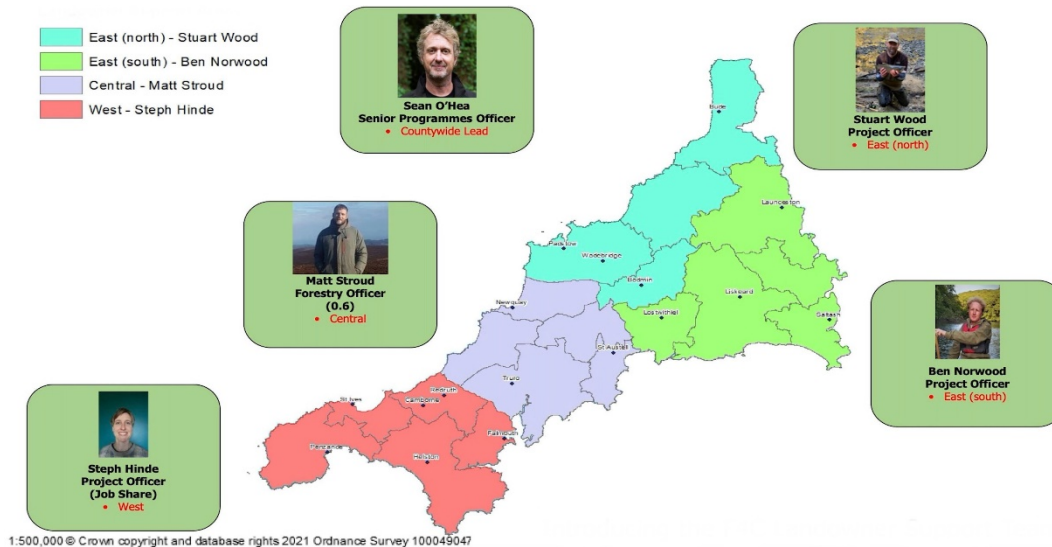 East (north) - Stuart Wood
East (south) - Ben Norwood
Central - Matt Stroud
West - Steph Hinde
Sean O'Hea
Senior Programmes Officer
• Countywide Lead
Stuart Wood
Project Officer
• East (north)
Matt Stroud
Forestry Officer
(0.6)
• Central
Ben Norwood
Project Officer
• East (south)
Steph Hinde
Project Officer
(Job Share)
• West
Bude
Launceston
Padstow
Wadebridge
Bodmin
Newquay
Liskeard
Lostwithiel
Saltash
St Austell
Truro
Redruth
Camborne
St Ives
Falmouth
Penzance
Helston
1:500,000 © Crown copyright and database rights 2021 Ordnance Survey 100049047